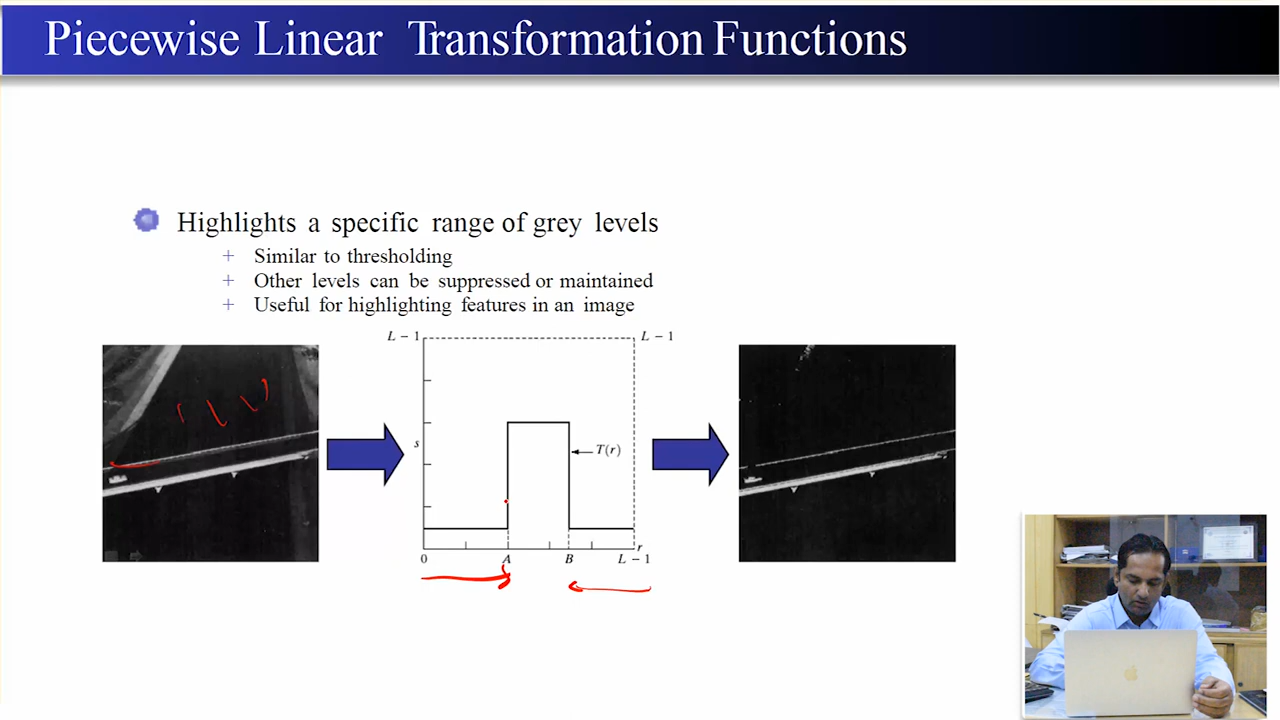 Piecewise Linear Transformation Functions
Highlights a specific range of grey levels
+ Similar to thresholding
+ Other levels can be suppressed or maintained
+ Useful for highlighting features in an image
L − 1
L − 1
s
T(r)
r
0
A
B
L − 1